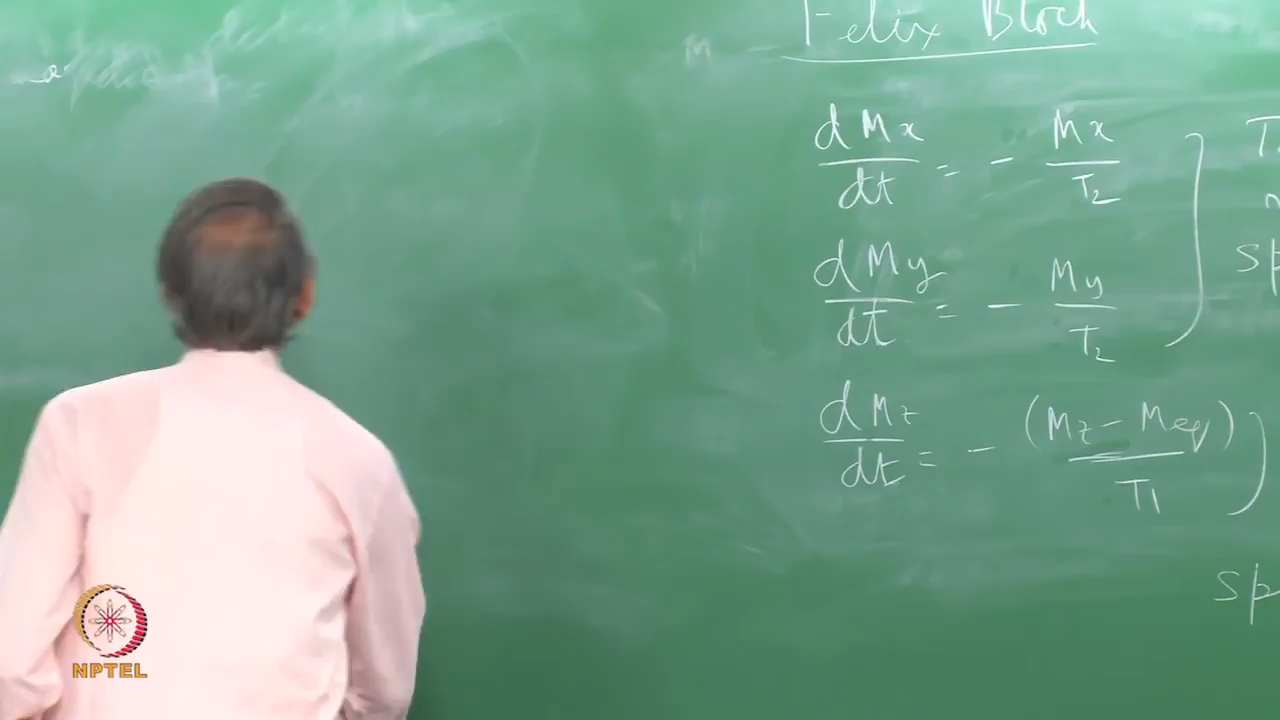 Felix Bloch
dMx/dt = - Mx/T2
dMy/dt = - My/T2
dMz/dt = - (Mz - Meq)/T1
NPTEL